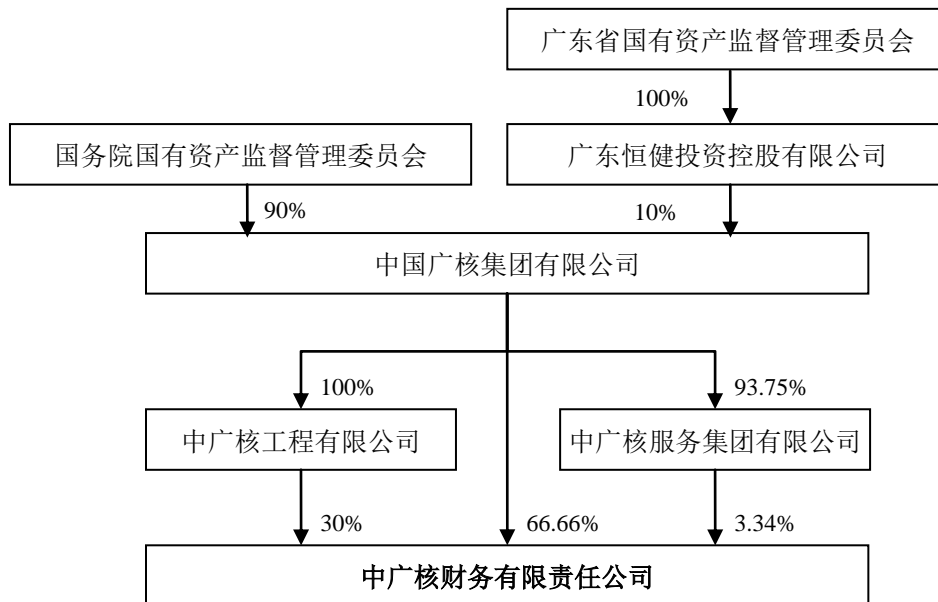 广东省国有资产监督管理委员会
100%
国务院国有资产监督管理委员会
广东恒健投资控股有限公司
90%
10%
中国广核集团有限公司
100%
93.75%
中广核工程有限公司
中广核服务集团有限公司
30%
66.66%
3.34%
中广核财务有限责任公司